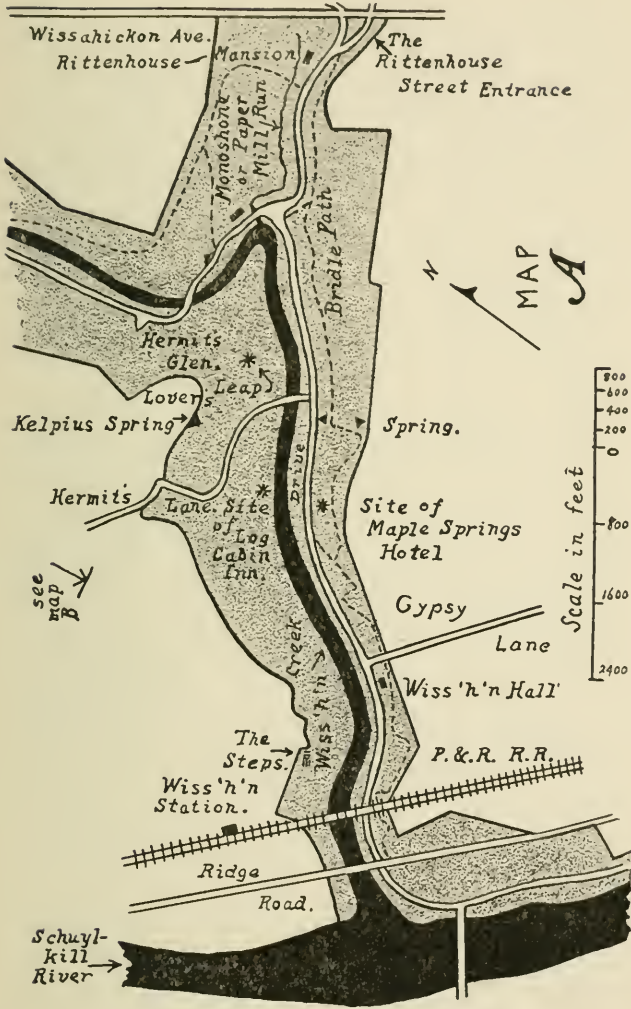 Wissahickon Ave.
Rittenhouse
Mansion
The
Rittenhouse
Street Entrance
Monoshone
or Paper
Mill Run
Bridle Path
N
MAP
A
Hermits
Glen.
Lovers
Leap
Kelpius Spring
Spring.
Hermit's
Lane.
Drive
Site
of
Log
Cabin
Inn.
Site of
Maple Springs
Hotel
see
map
B
Gypsy
Lane
Creek
Wiss'h'n
Wiss'h'n Hall
The
Steps.
P.&.R. R.R.
Wiss'h'n
Station.
Ridge
Road.
Schuyl-
kill
River
Scale in feet
800
600
400
200
0
800
1600
2400